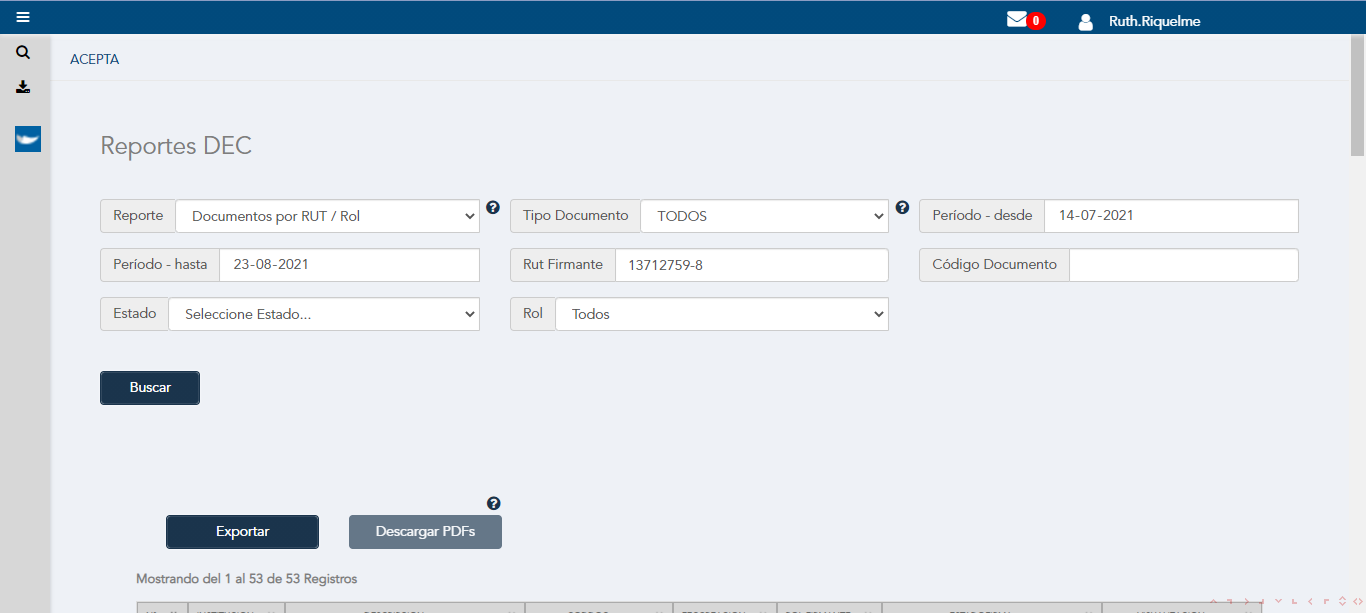 0
Ruth.Riquelme
ACEPTA
Reportes DEC
Reporte Documentos por RUT / Rol ? Tipo Documento TODOS ? Período - desde 14-07-2021
Período - hasta 23-08-2021 Rut Firmante 13712759-8 Código Documento
Estado Seleccione Estado... Rol Todos
Buscar
?
Exportar Descargar PDFs
Mostrando del 1 al 53 de 53 Registros